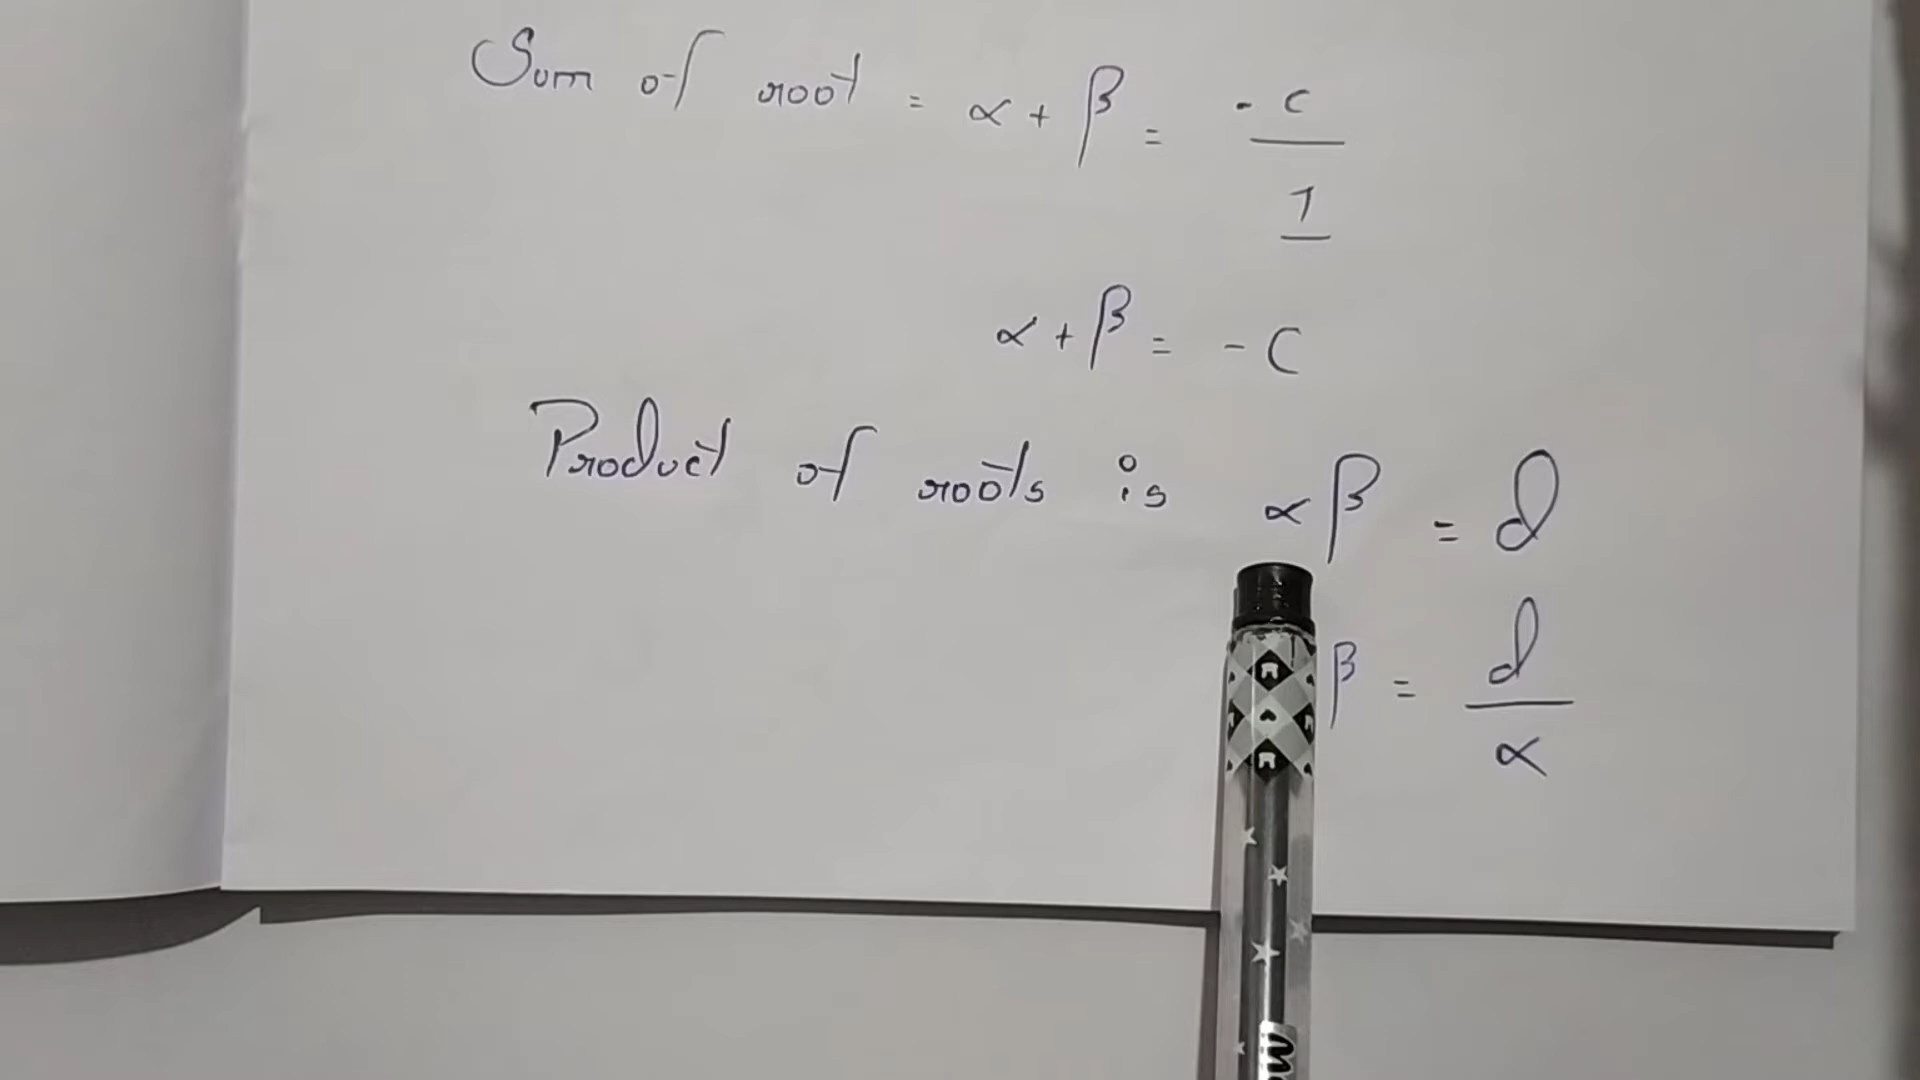 Sum of root = α + β = - c / 1
α + β = - C
Product of roots is αβ = d
β = d / α